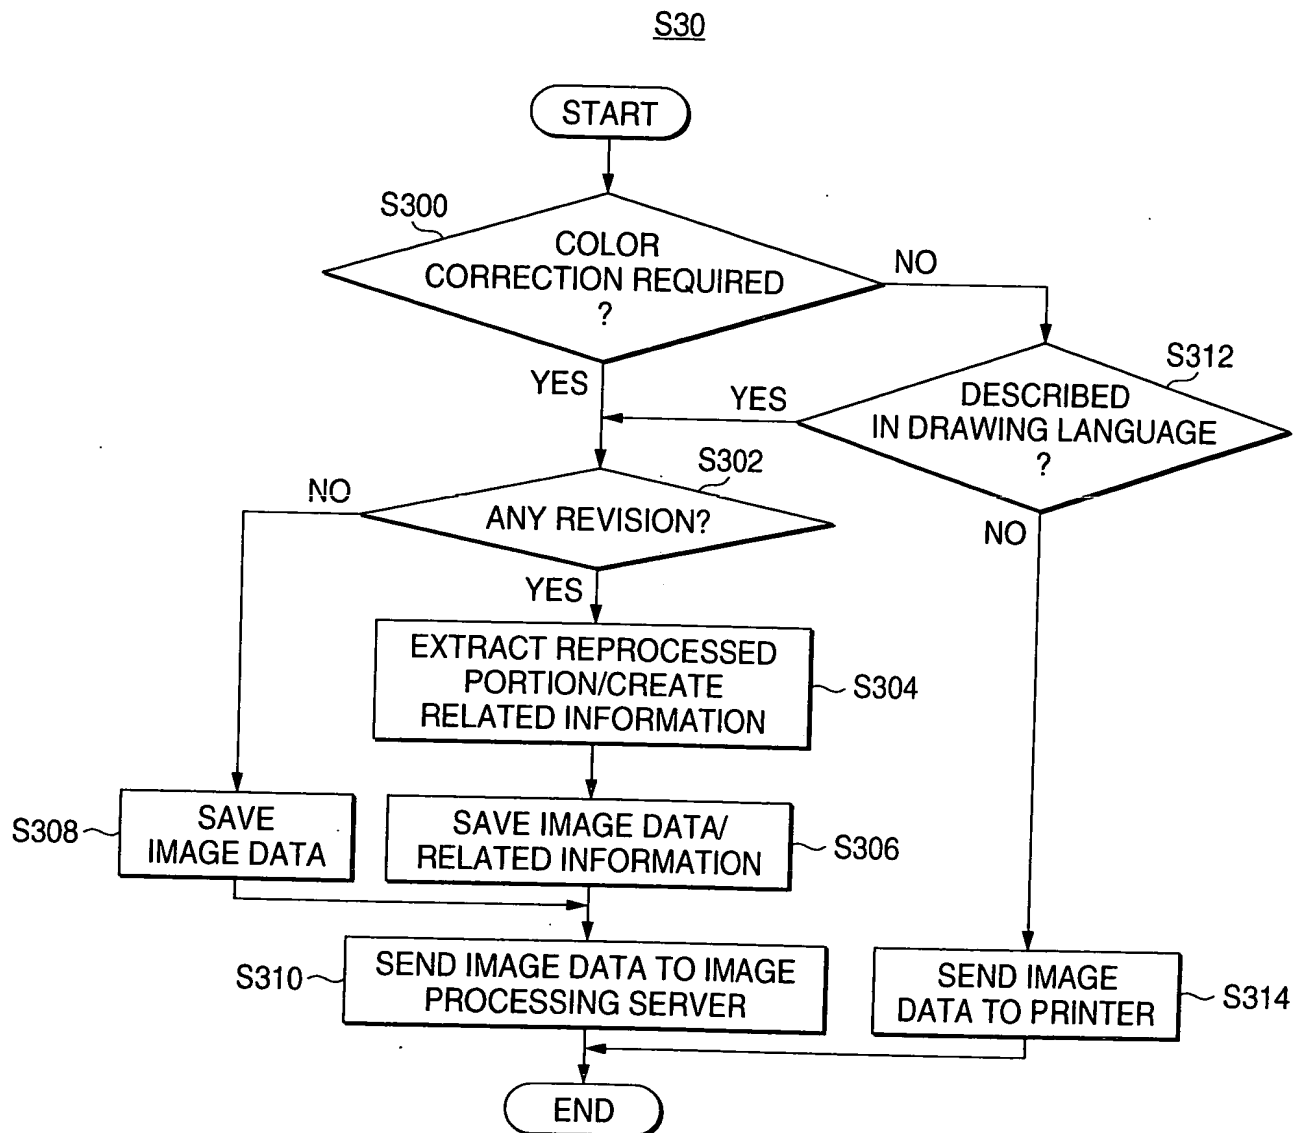 S30
START
S300
COLOR
CORRECTION REQUIRED
?
NO
YES
S312
DESCRIBED
IN DRAWING LANGUAGE
?
YES
NO
S302
ANY REVISION?
NO
YES
EXTRACT REPROCESSED
PORTION/CREATE
RELATED INFORMATION
S304
S308
SAVE
IMAGE DATA
SAVE IMAGE DATA/
RELATED INFORMATION
S306
S310
SEND IMAGE DATA TO IMAGE
PROCESSING SERVER
SEND IMAGE
DATA TO PRINTER
S314
END